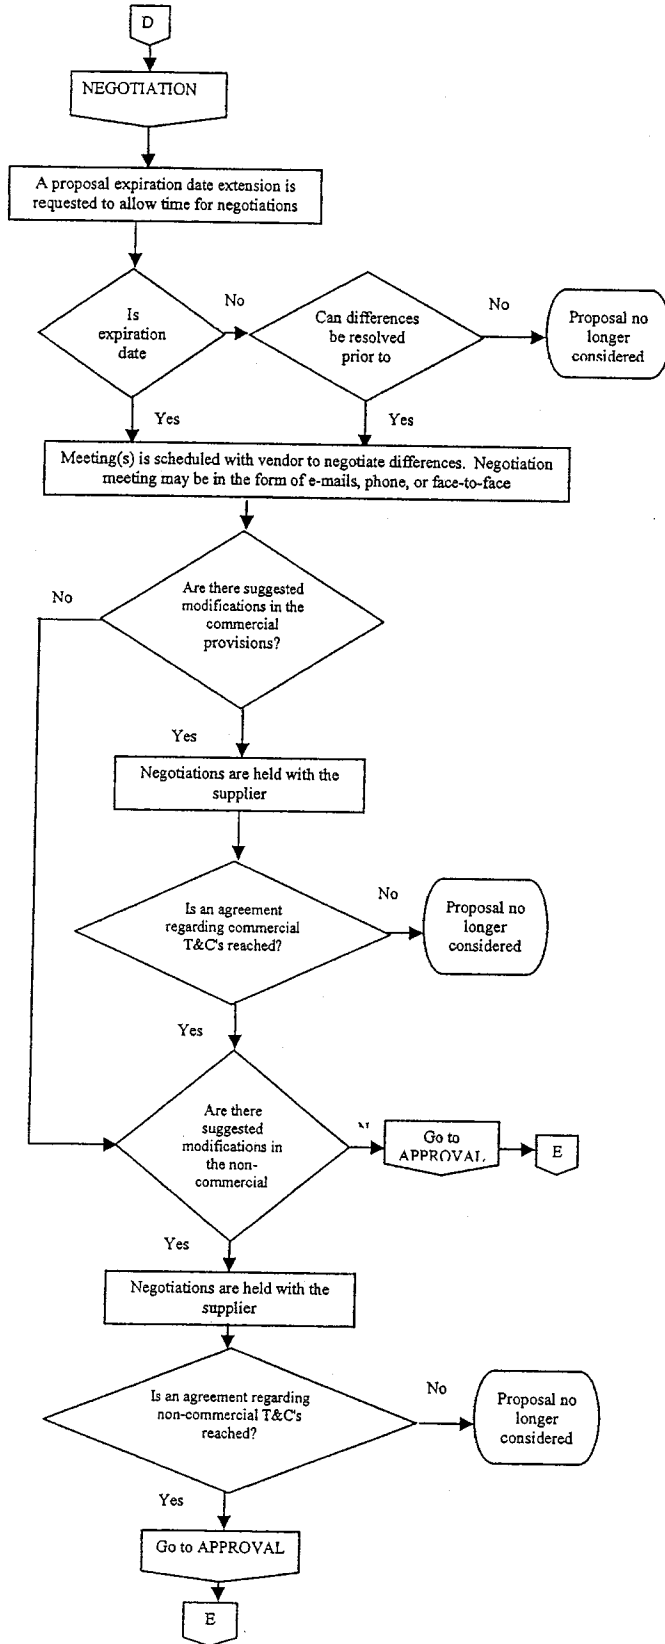 D
NEGOTIATION
A proposal expiration date extension is
requested to allow time for negotiations
Is
expiration
date
No
Can differences
be resolved
prior to
No
Proposal no
longer
considered
Yes
Yes
Meeting(s) is scheduled with vendor to negotiate differences. Negotiation
meeting may be in the form of e-mails, phone, or face-to-face
No
Are there suggested
modifications in the
commercial
provisions?
Yes
Negotiations are held with the
supplier
Is an agreement
regarding commercial
T&C's reached?
No
Proposal no
longer
considered
Yes
Are there
suggested
modifications in
the non-
commercial
Go to
APPROVAL
E
Yes
Negotiations are held with the
supplier
Is an agreement regarding
non-commercial T&C's
reached?
No
Proposal no
longer
considered
Yes
Go to APPROVAL
E